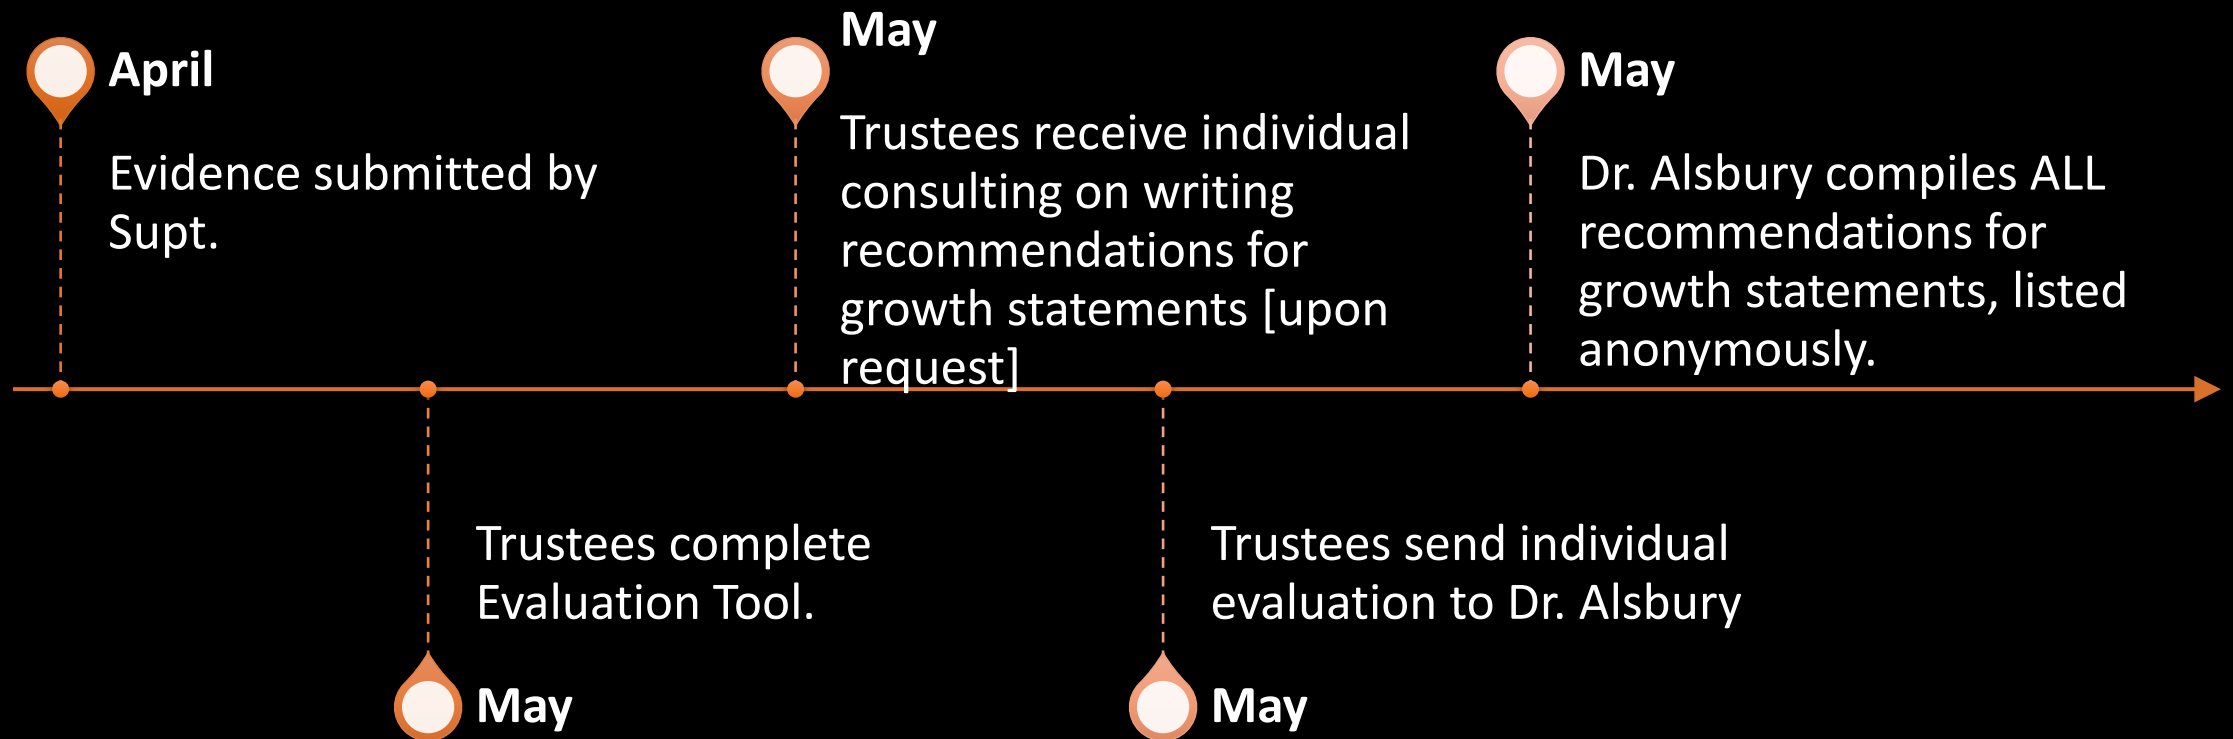 April
Evidence submitted by
Supt.
Trustees complete
Evaluation Tool.
May
May
Trustees receive individual
consulting on writing
recommendations for
growth statements [upon
request]
Trustees send individual
evaluation to Dr. Alsbury
May
May
Dr. Alsbury compiles ALL
recommendations for
growth statements, listed
anonymously.